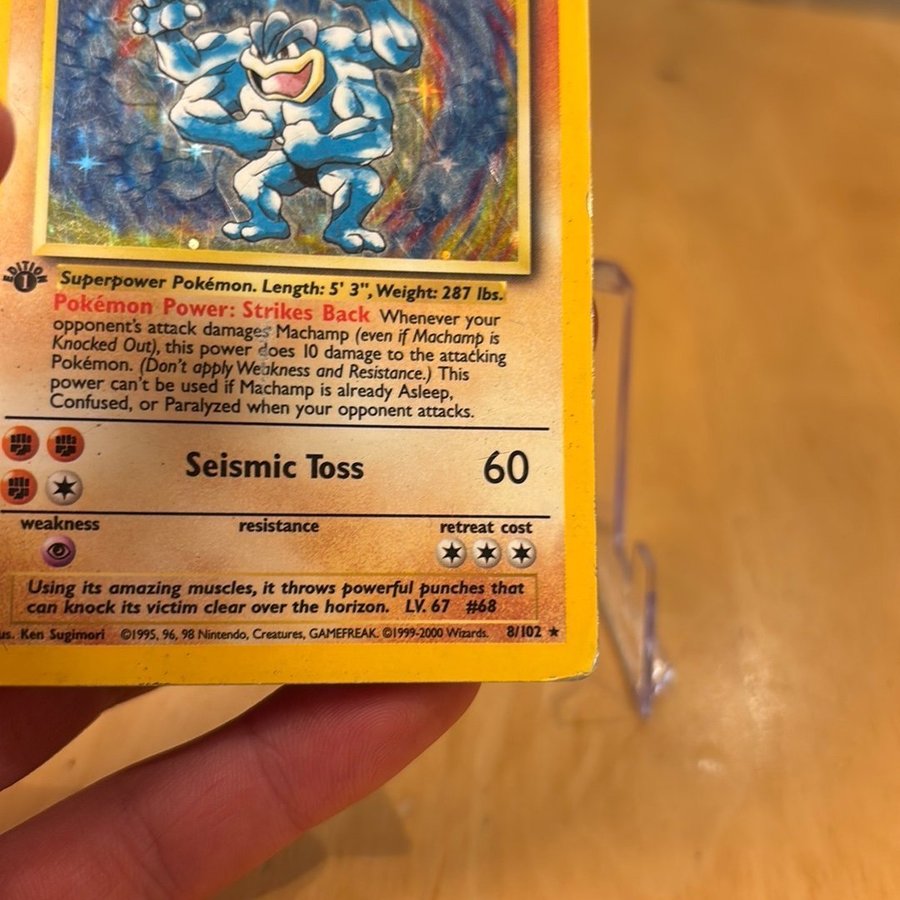 EDITION
1
Superpower Pokémon. Length: 5' 3", Weight: 287 lbs.
Pokémon Power: Strikes Back Whenever your
opponent's attack damages Machamp (even if Machamp is
Knocked Out), this power does 10 damage to the attacking
Pokémon. (Don't apply Weakness and Resistance.) This
power can't be used if Machamp is already Asleep,
Confused, or Paralyzed when your opponent attacks.
Seismic Toss 60
weakness resistance retreat cost
Using its amazing muscles, it throws powerful punches that
can knock its victim clear over the horizon. LV. 67 #68
us. Ken Sugimori ©1995, 96, 98 Nintendo, Creatures, GAMEFREAK. ©1999-2000 Wizards. 8/102 ★